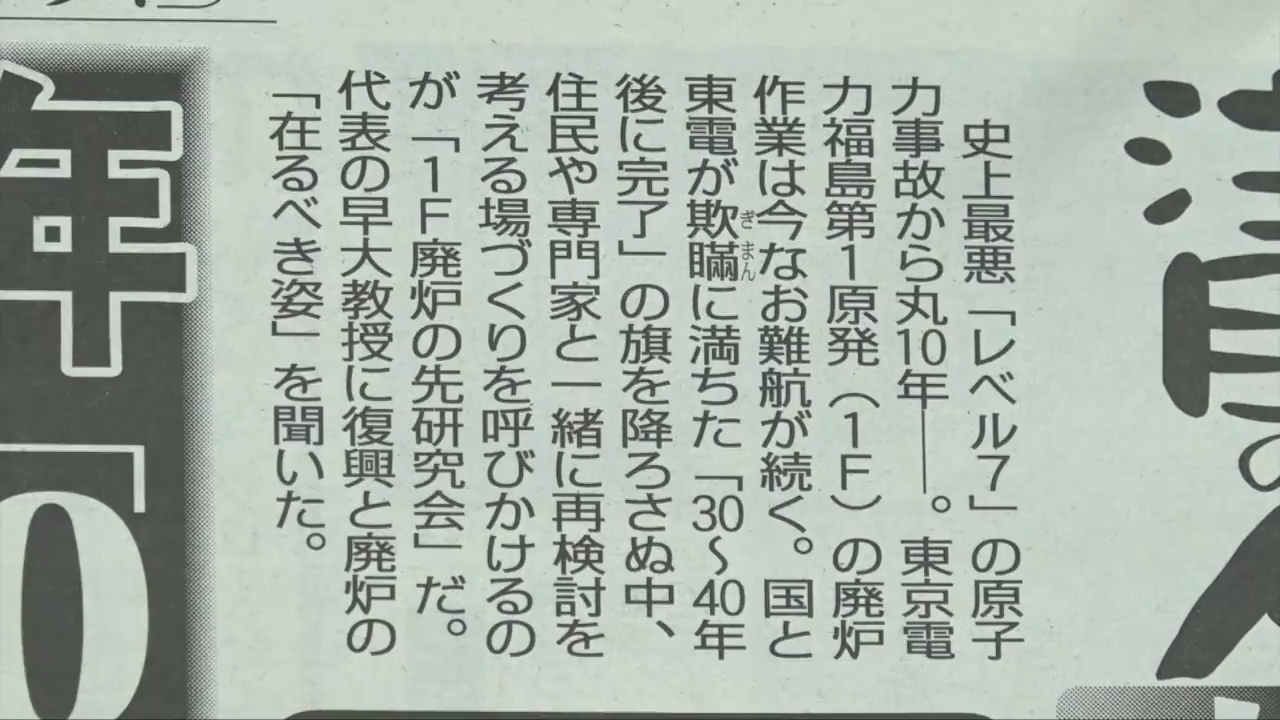 史上最悪「レベル7」の原子
力事故から丸10年――。東京電
力福島第1原発（1F）の廃炉
作業は今なお難航が続く。国と
東電が欺瞞に満ちた「30〜40年
ぎまん
後に完了」の旗を降ろさぬ中、
住民や専門家と一緒に再検討を
考える場づくりを呼びかけるの
が「1F廃炉の先研究会」だ。
代表の早大教授に復興と廃炉の
「在るべき姿」を聞いた。
年「0